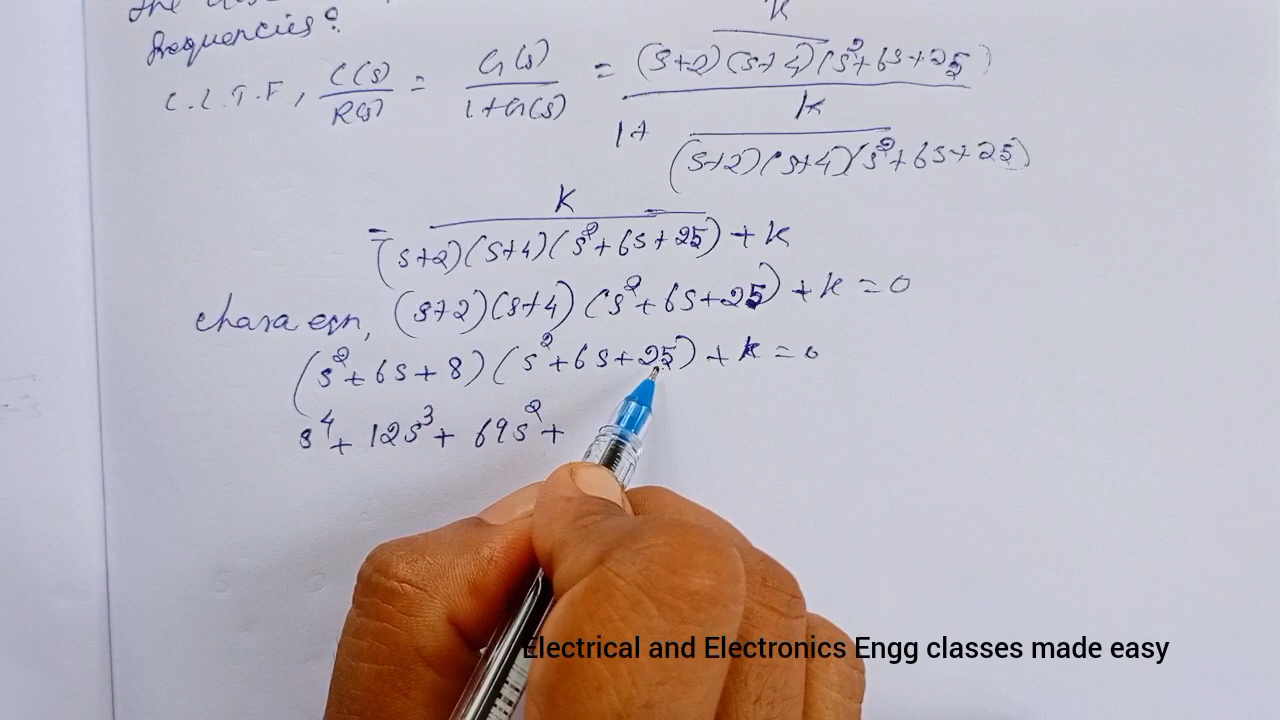 the
frequencies?
K
C.L.T.F, C(s)/R(s) = G(s)/1+G(s) = (s+2)(s+4)(s²+6s+25)
1+ K
(s+2)(s+4)(s²+6s+25)
= K
(s+2)(s+4)(s²+6s+25) + K
chara eqn, (s+2)(s+4)(s²+6s+25) + K = 0
(s²+6s+8)(s²+6s+25) + K = 0
s⁴ + 12s³ + 69s² +
Electrical and Electronics Engg classes made easy